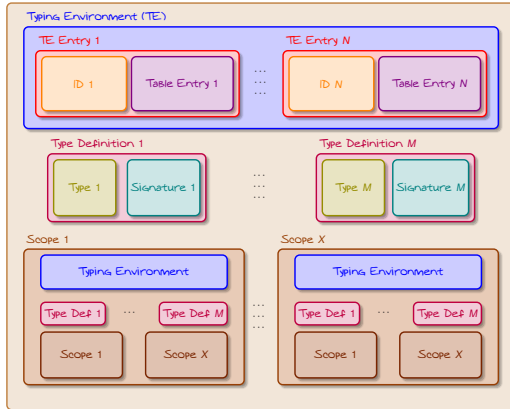 Typing Environment (TE)
TE Entry 1
TE Entry N
ID 1
Table Entry 1
...
...
...
ID N
Table Entry N
Type Definition 1
Type Definition M
Type 1
Signature 1
...
...
...
Type M
Signature M
Scope 1
Scope X
Typing Environment
Typing Environment
Type Def 1
...
Type Def M
...
...
...
Type Def 1
...
Type Def M
Scope 1
Scope X
Scope 1
Scope X